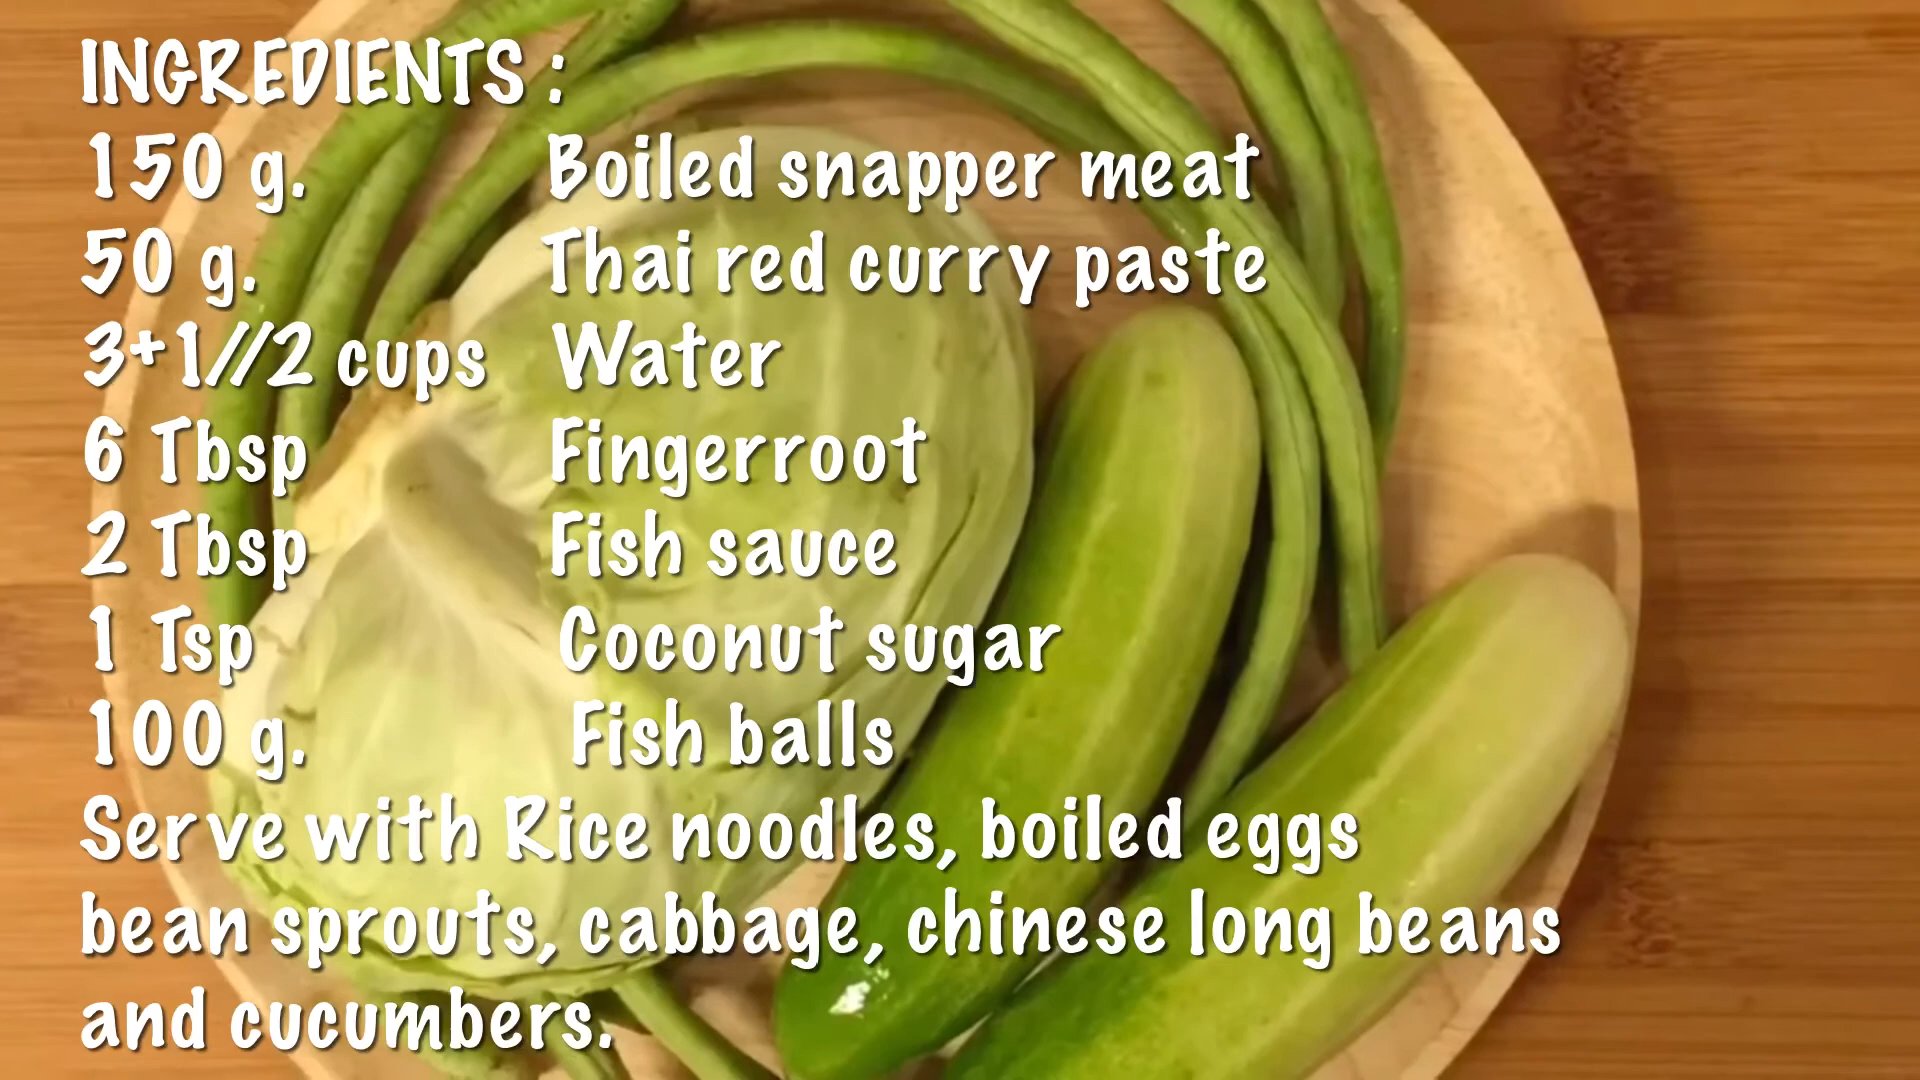 INGREDIENTS :
150 g. Boiled snapper meat
50 g. Thai red curry paste
3+1//2 cups Water
6 Tbsp Fingerroot
2 Tbsp Fish sauce
1 Tsp Coconut sugar
100 g. Fish balls
Serve with Rice noodles, boiled eggs
bean sprouts, cabbage, chinese long beans
and cucumbers.